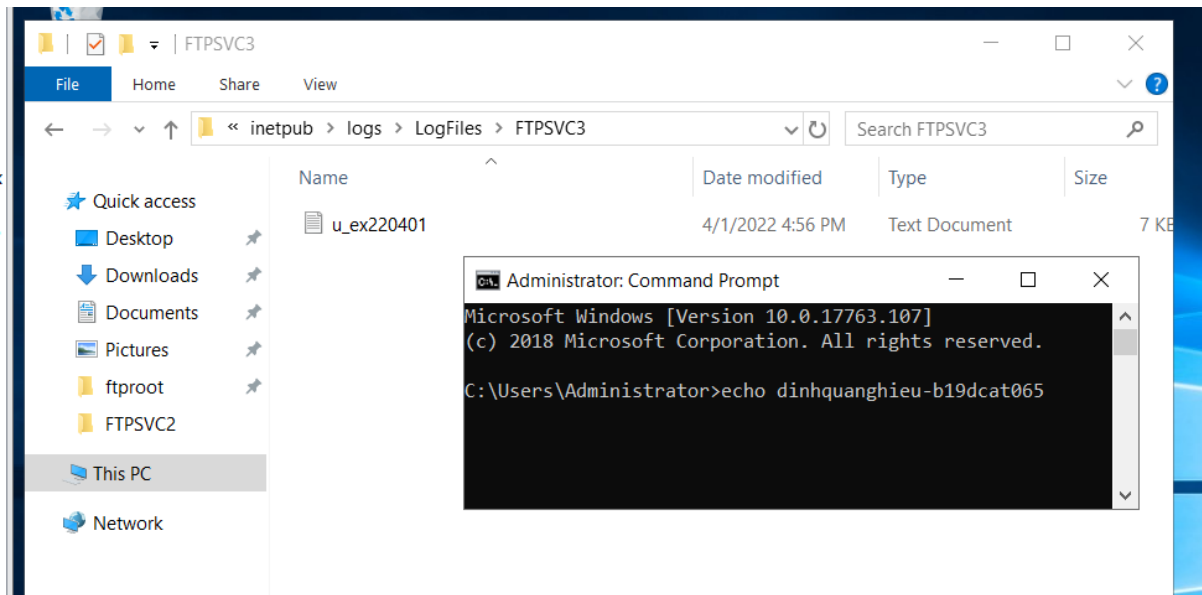 FTPSVC3
File Home Share View
« inetpub > logs > LogFiles > FTPSVC3
Search FTPSVC3
Name Date modified Type Size
Quick access
Desktop
Downloads
Documents
Pictures
ftproot
FTPSVC2
This PC
Network
u_ex220401 4/1/2022 4:56 PM Text Document 7 KB
Administrator: Command Prompt
Microsoft Windows [Version 10.0.17763.107]
(c) 2018 Microsoft Corporation. All rights reserved.
C:\Users\Administrator>echo dinhquanghieu-b19dcat065